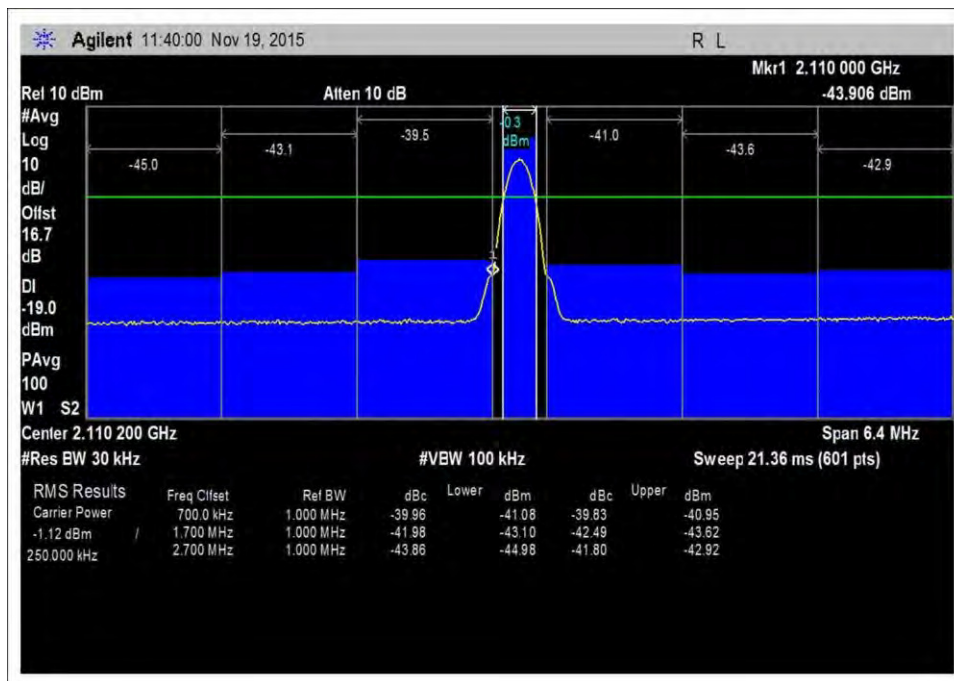 Agilent 11:40:00 Nov 19, 2015 R L
Mkr1 2.110 000 GHz
Rel 10 dBm Atten 10 dB -43.906 dBm
#Avg
Log
10
dB/
Offst
16.7
dB
DI
-19.0
dBm
PAvg
100
W1 S2
-45.0 -43.1 -39.5 -0.3 -41.0 -43.6 -42.9
dBm
1
Center 2.110 200 GHz Span 6.4 MHz
#Res BW 30 kHz #VBW 100 kHz Sweep 21.36 ms (601 pts)
RMS Results Freq Clfset Ref BW dBc Lower dBm dBc Upper dBm
Carrier Power 700.0 kHz 1.000 MHz -39.96 -41.08 -39.83 -40.95
-1.12 dBm / 1.700 MHz 1.000 MHz -41.98 -43.10 -42.49 -43.62
250.000 kHz 2.700 MHz 1.000 MHz -43.86 -44.98 -41.80 -42.92